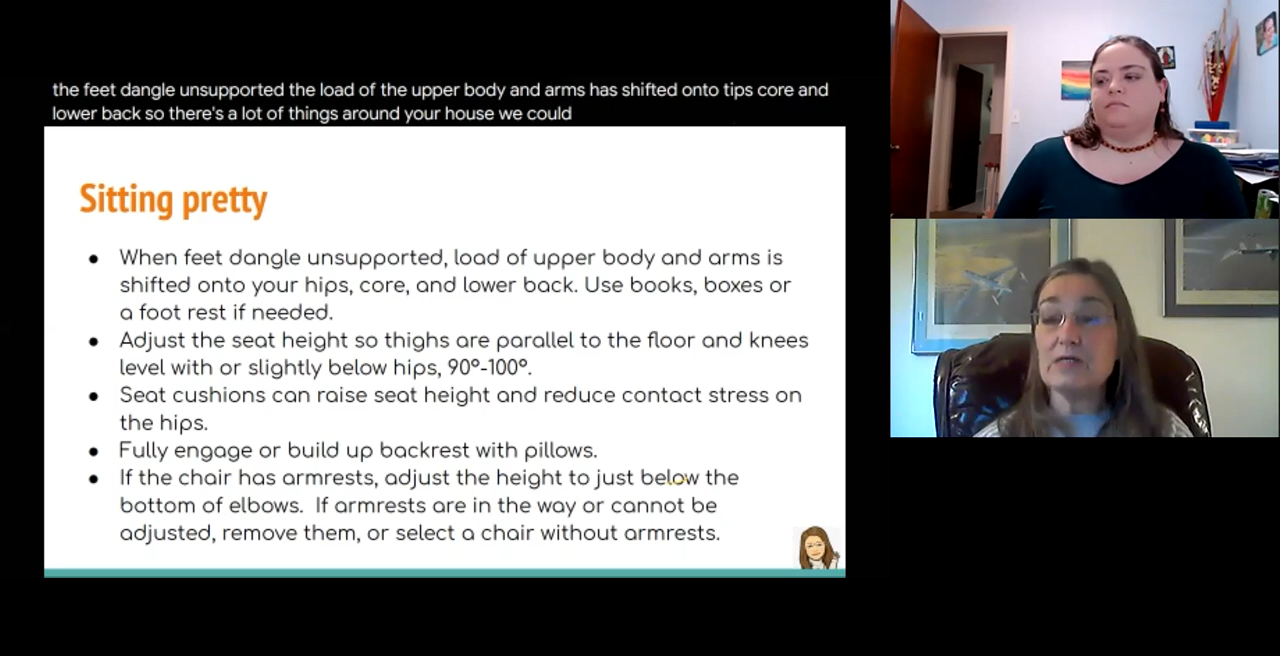 the feet dangle unsupported the load of the upper body and arms has shifted onto tips core and
lower back so there's a lot of things around your house we could
Sitting pretty
● When feet dangle unsupported, load of upper body and arms is
shifted onto your hips, core, and lower back. Use books, boxes or
a foot rest if needed.
● Adjust the seat height so thighs are parallel to the floor and knees
level with or slightly below hips, 90º-100º.
● Seat cushions can raise seat height and reduce contact stress on
the hips.
● Fully engage or build up backrest with pillows.
● If the chair has armrests, adjust the height to just below the
bottom of elbows.  If armrests are in the way or cannot be
adjusted, remove them, or select a chair without armrests.